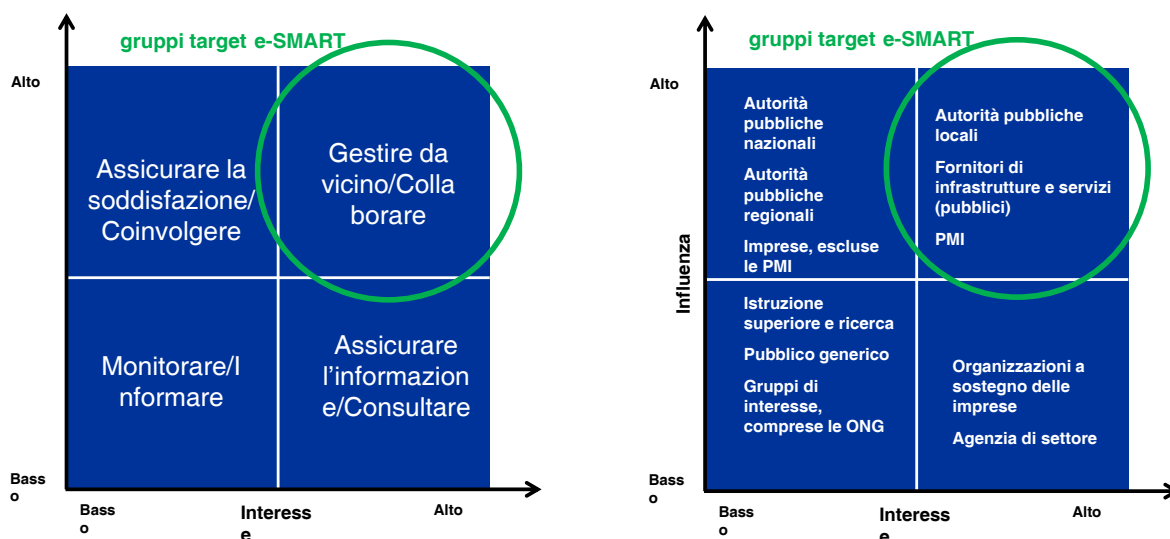 gruppi target e-SMART
Alto
Assicurare la
soddisfazione/
Coinvolgere
Gestire da
vicino/Colla
borare
Monitorare/I
nformare
Assicurare
l’informazion
e/Consultare
Bass
o
Bass
o
Interess
e
Alto
gruppi target e-SMART
Alto
Influenza
Autorità
pubbliche
nazionali
Autorità
pubbliche
regionali
Imprese, escluse
le PMI
Autorità pubbliche
locali
Fornitori di
infrastrutture e servizi
(pubblici)
PMI
Istruzione
superiore e ricerca
Pubblico generico
Gruppi di
interesse,
comprese le ONG
Organizzazioni a
sostegno delle
imprese
Agenzia di settore
Bass
o
Bass
o
Interess
e
Alto